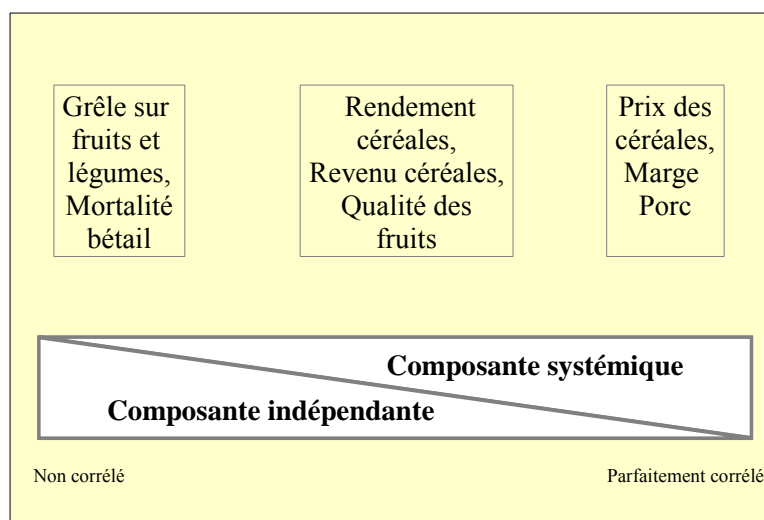 Grêle sur
fruits et
légumes,
Mortalité
bétail
Rendement
céréales,
Revenu céréales,
Qualité des
fruits
Prix des
céréales,
Marge
Porc
Composante systémique
Composante indépendante
Non corrélé
Parfaitement corrélé